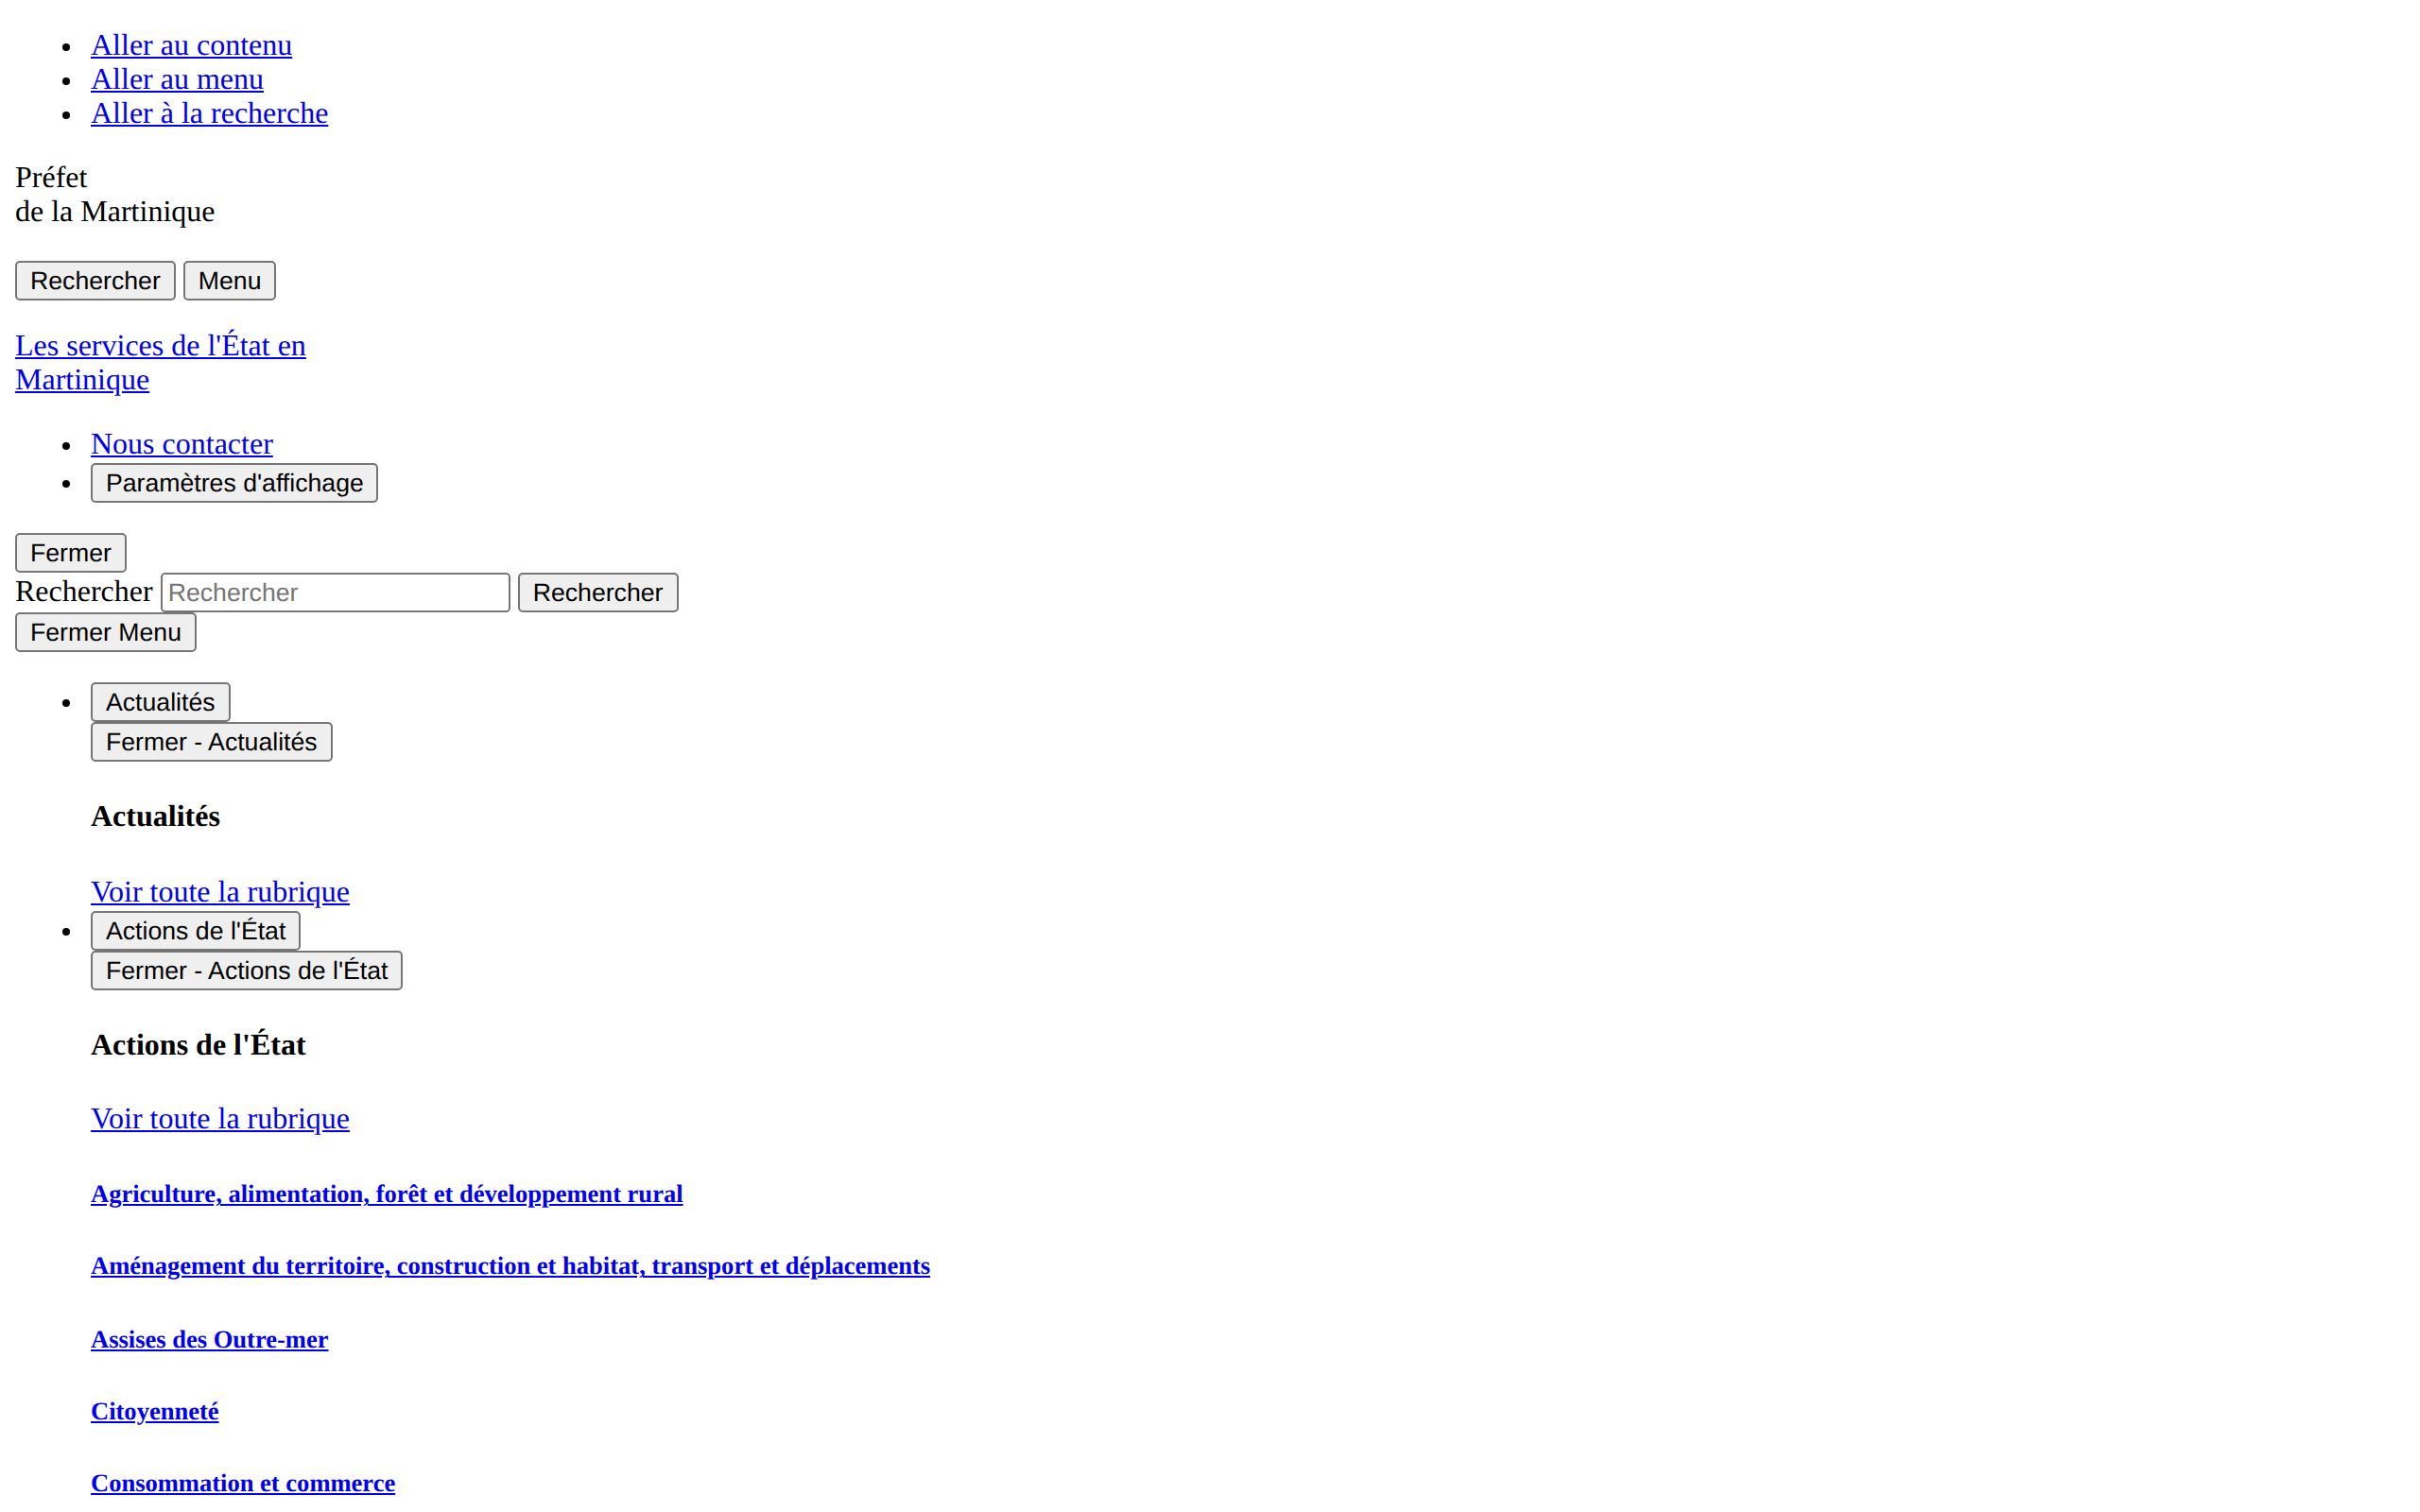 Aller au contenu
Aller au menu
Aller à la recherche
Préfet
de la Martinique
Rechercher Menu
Les services de l'État en
Martinique
Nous contacter
Paramètres d'affichage
Fermer
Rechercher Rechercher Rechercher
Fermer Menu
Actualités
Fermer - Actualités
Actualités
Voir toute la rubrique
Actions de l'État
Fermer - Actions de l'État
Actions de l'État
Voir toute la rubrique
Agriculture, alimentation, forêt et développement rural
Aménagement du territoire, construction et habitat, transport et déplacements
Assises des Outre-mer
Citoyenneté
Consommation et commerce